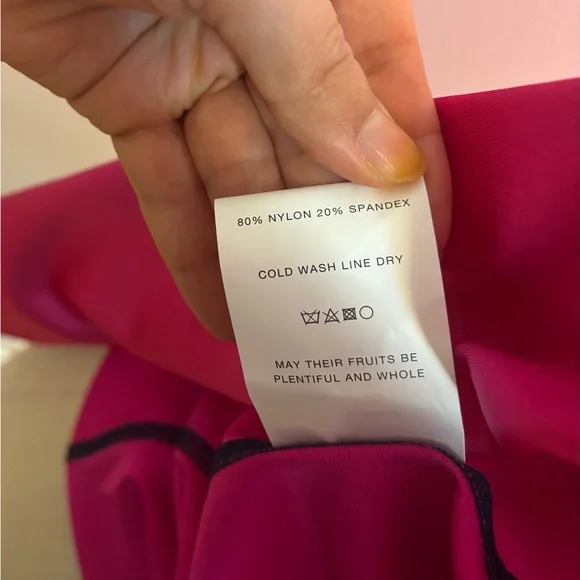 80% NYLON 20% SPANDEX
COLD WASH LINE DRY
MAY THEIR FRUITS BE
PLENTIFUL AND WHOLE